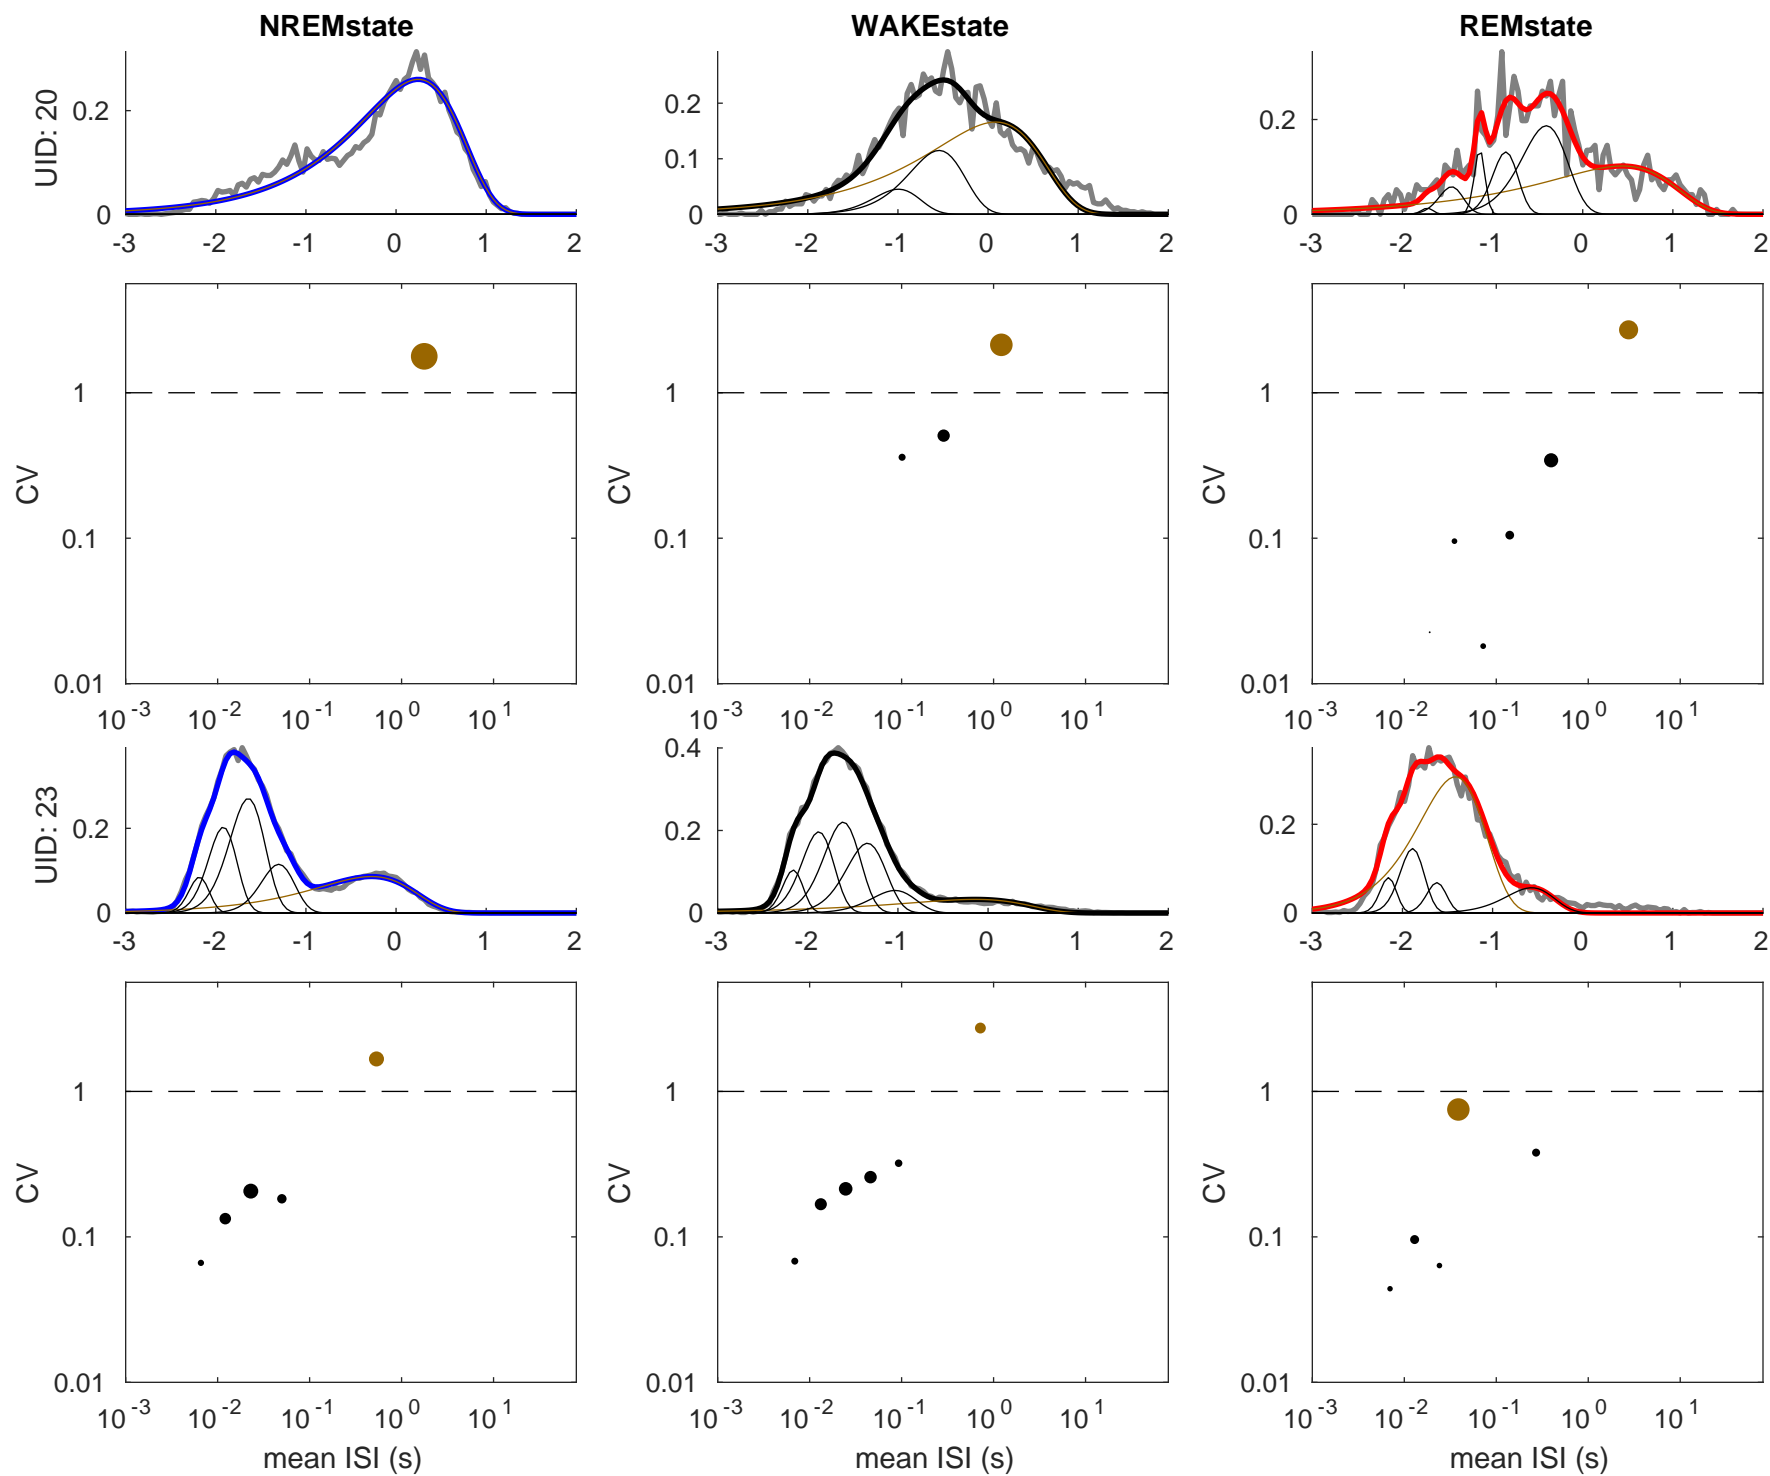 NREMstate WAKEstate REMstate
UID: 20
0.2 0.2 0.2
0.1
0 0 0
-3 -2 -1 0 1 2 -3 -2 -1 0 1 2 -3 -2 -1 0 1 2
1 1 1
CV CV CV
0.1 0.1 0.1
0.01 0.01 0.01
10^-3 10^-2 10^-1 10^0 10^1 10^-3 10^-2 10^-1 10^0 10^1 10^-3 10^-2 10^-1 10^0 10^1
UID: 23
0.4
0.2 0.2 0.2
0 0 0
-3 -2 -1 0 1 2 -3 -2 -1 0 1 2 -3 -2 -1 0 1 2
1 1 1
CV CV CV
0.1 0.1 0.1
0.01 0.01 0.01
10^-3 10^-2 10^-1 10^0 10^1 10^-3 10^-2 10^-1 10^0 10^1 10^-3 10^-2 10^-1 10^0 10^1
mean ISI (s) mean ISI (s) mean ISI (s)